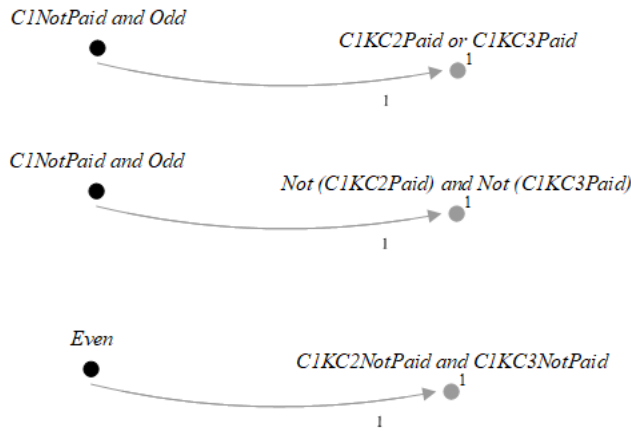 C1NotPaid and Odd
C1KC2Paid or C1KC3Paid
1
1
C1NotPaid and Odd
Not (C1KC2Paid) and Not (C1KC3Paid)
1
1
Even
C1KC2NotPaid and C1KC3NotPaid
1
1